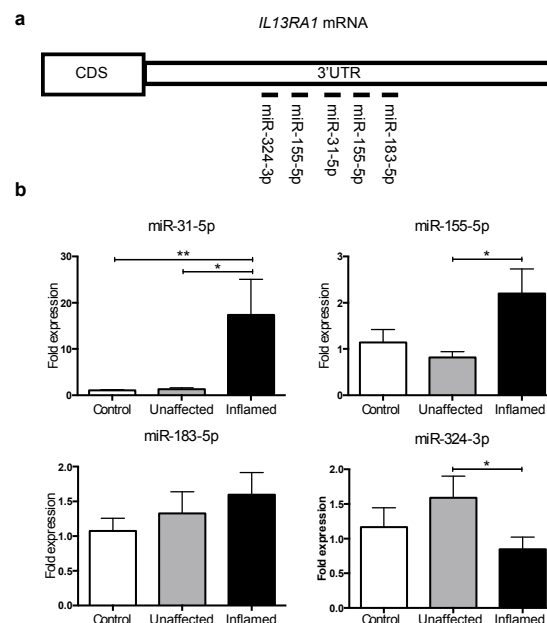 a
IL13RA1 mRNA
CDS
3'UTR
miR-324-3p
miR-155-5p
miR-31-5p
miR-155-5p
miR-183-5p
b
miR-31-5p
Fold expression
30
20
10
0
**
*
Control Unaffected Inflamed
miR-155-5p
Fold expression
3
2
1
0
*
Control Unaffected Inflamed
miR-183-5p
Fold expression
2.0
1.5
1.0
0.5
0.0
Control Unaffected Inflamed
miR-324-3p
Fold expression
2.0
1.5
1.0
0.5
0.0
*
Control Unaffected Inflamed